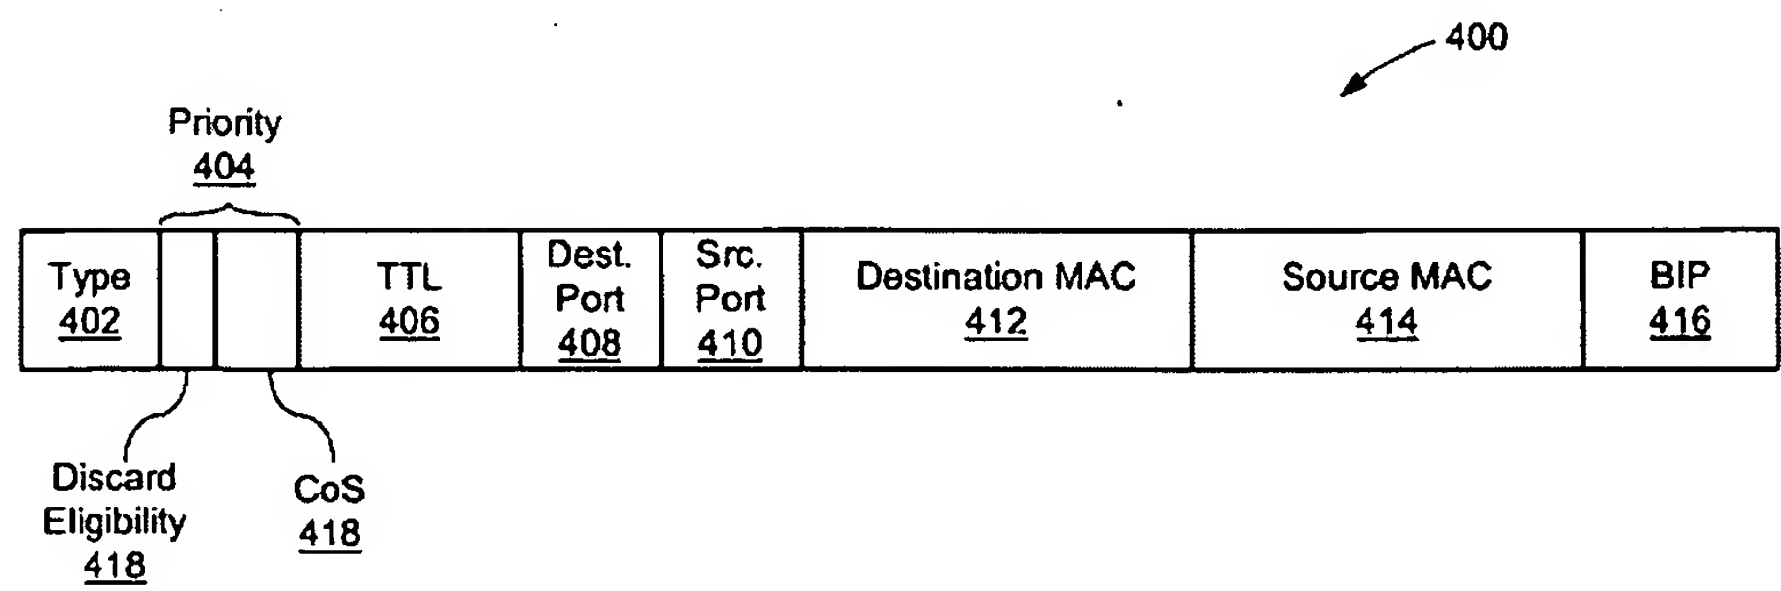 400
Priority
404
Type
402
TTL
406
Dest.
Port
408
Src.
Port
410
Destination MAC
412
Source MAC
414
BIP
416
Discard
Eligibility
418
CoS
418